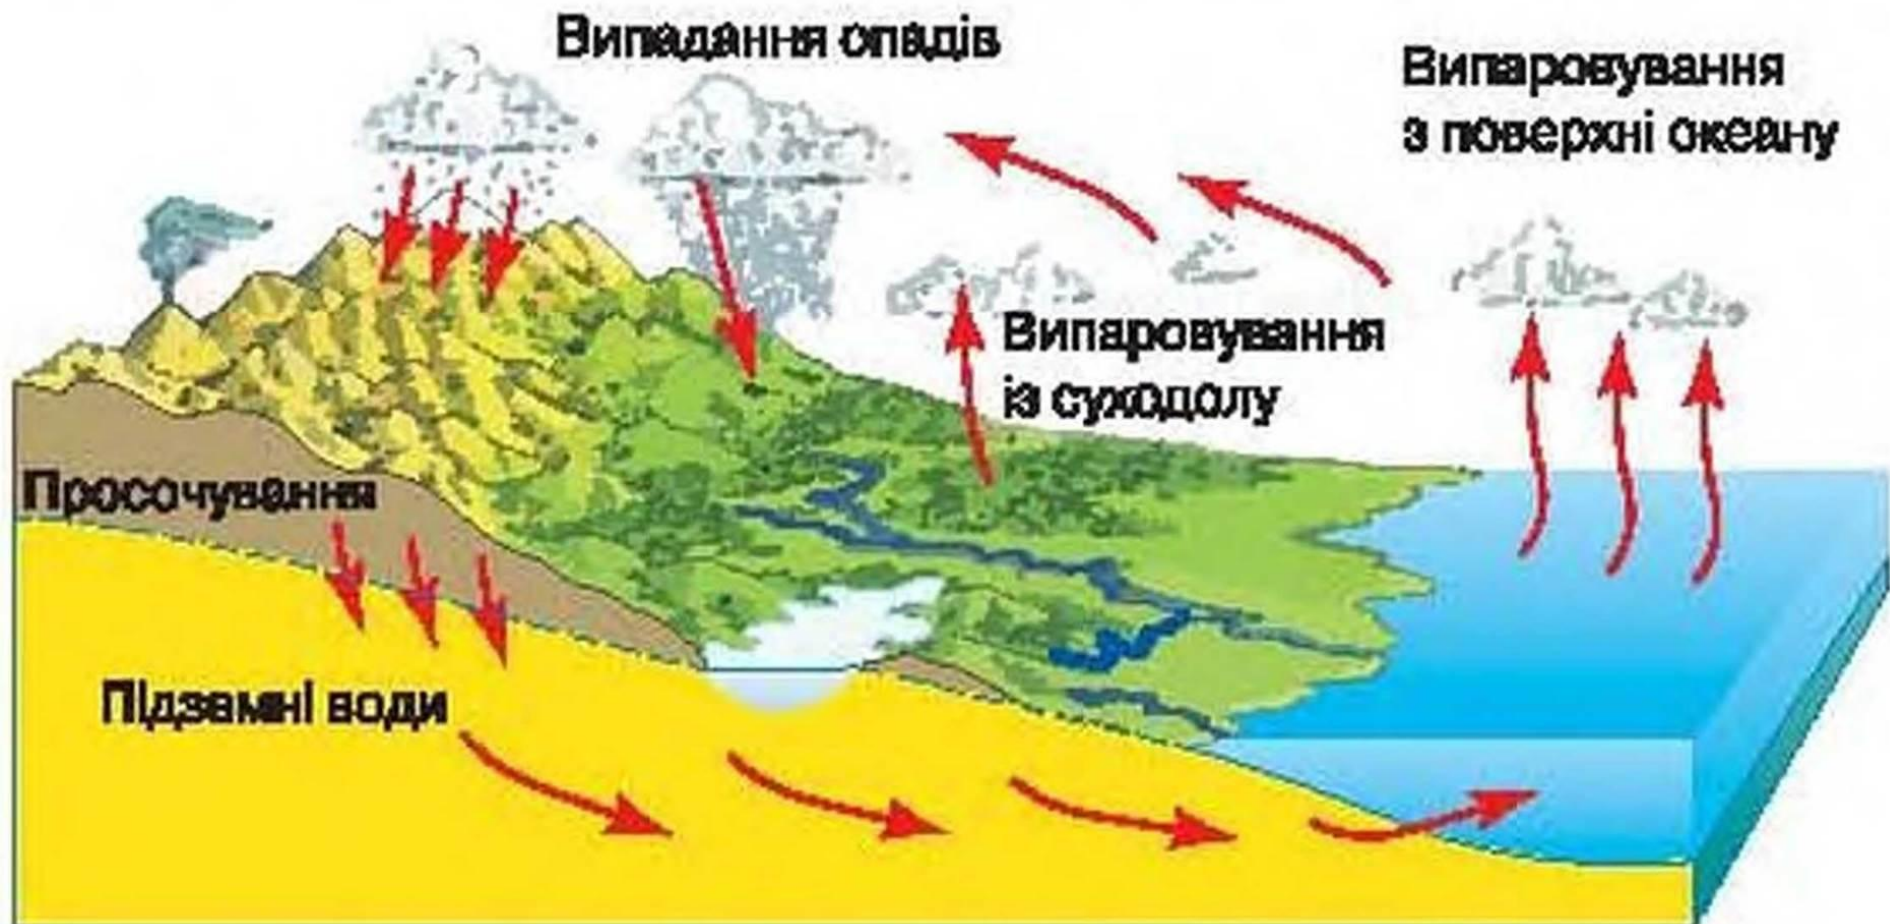 Випадання опадів
Випаровування
з поверхні океану
Випаровування
із суходолу
Просочування
Підземні води